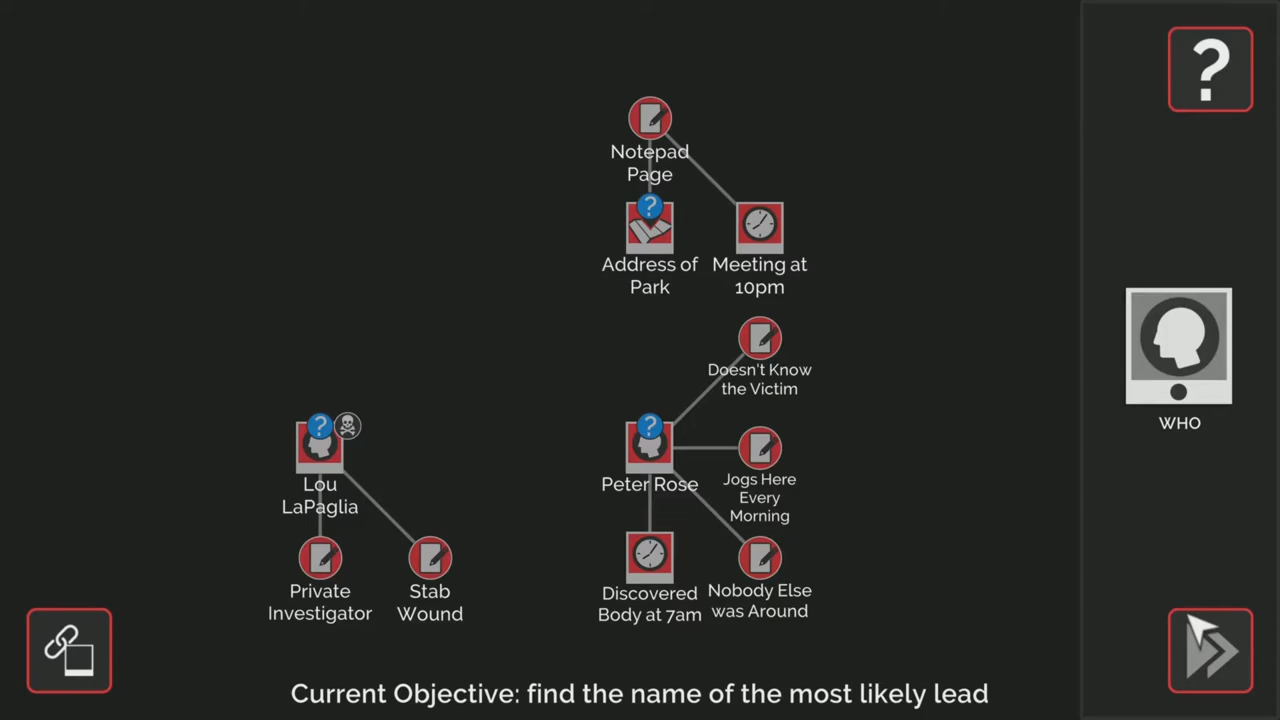 ?
Notepad
Page
?
Address of
Park
Meeting at
10pm
Doesn't Know
the Victim
WHO
?
Lou
LaPaglia
?
Peter Rose
Jogs Here
Every
Morning
Private
Investigator
Stab
Wound
Discovered
Body at 7am
Nobody Else
was Around
Current Objective: find the name of the most likely lead